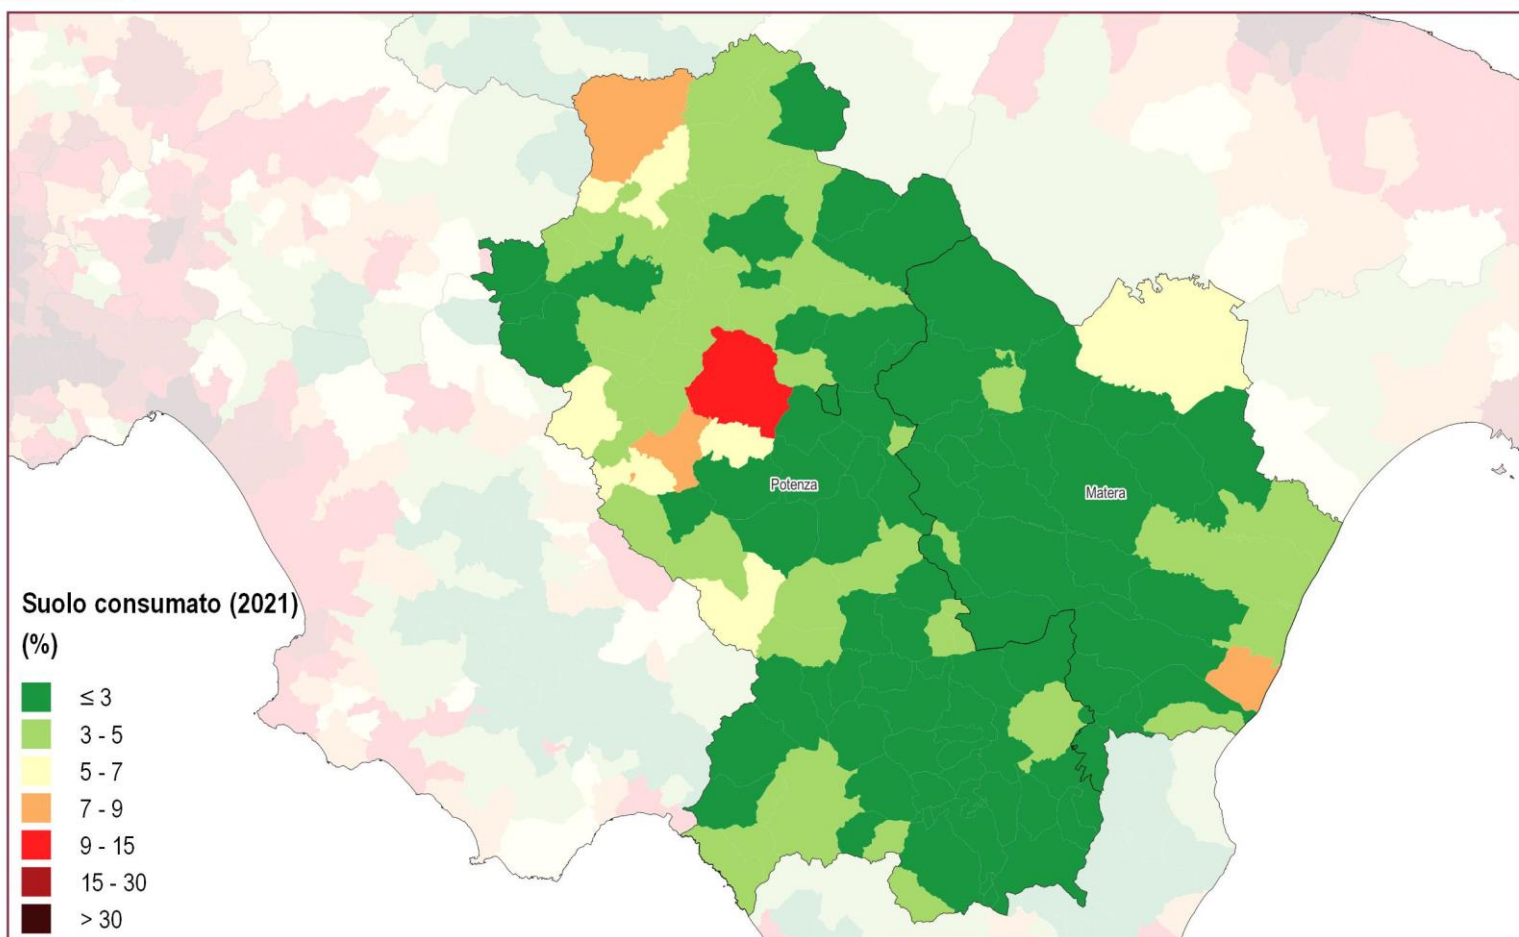 Potenza
Matera
Suolo consumato (2021)
(%)
≤ 3
3 - 5
5 - 7
7 - 9
9 - 15
15 - 30
> 30